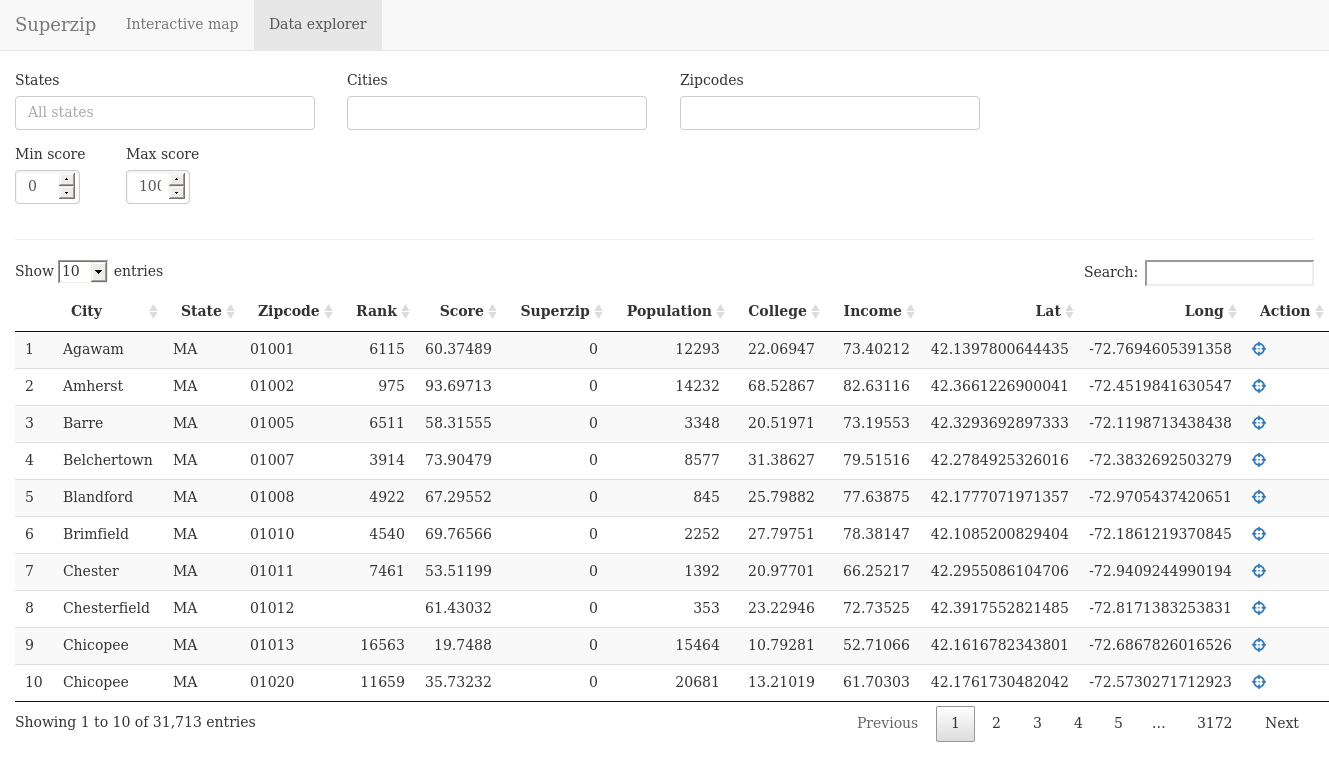 Superzip Interactive map Data explorer
States Cities Zipcodes
All states
Min score Max score
0 100
Show 10 entries Search:
City State Zipcode Rank Score Superzip Population College Income Lat Long Action
1 Agawam MA 01001 6115 60.37489 0 12293 22.06947 73.40212 42.1397800644435 -72.7694605391358
2 Amherst MA 01002 975 93.69713 0 14232 68.52867 82.63116 42.3661226900041 -72.4519841630547
3 Barre MA 01005 6511 58.31555 0 3348 20.51971 73.19553 42.3293692897333 -72.1198713438438
4 Belchertown MA 01007 3914 73.90479 0 8577 31.38627 79.51516 42.2784925326016 -72.3832692503279
5 Blandford MA 01008 4922 67.29552 0 845 25.79882 77.63875 42.1777071971357 -72.9705437420651
6 Brimfield MA 01010 4540 69.76566 0 2252 27.79751 78.38147 42.1085200829404 -72.1861219370845
7 Chester MA 01011 7461 53.51199 0 1392 20.97701 66.25217 42.2955086104706 -72.9409244990194
8 Chesterfield MA 01012 61.43032 0 353 23.22946 72.73525 42.3917552821485 -72.8171383253831
9 Chicopee MA 01013 16563 19.7488 0 15464 10.79281 52.71066 42.1616782343801 -72.6867826016526
10 Chicopee MA 01020 11659 35.73232 0 20681 13.21019 61.70303 42.1761730482042 -72.5730271712923
Showing 1 to 10 of 31,713 entries Previous 1 2 3 4 5 … 3172 Next